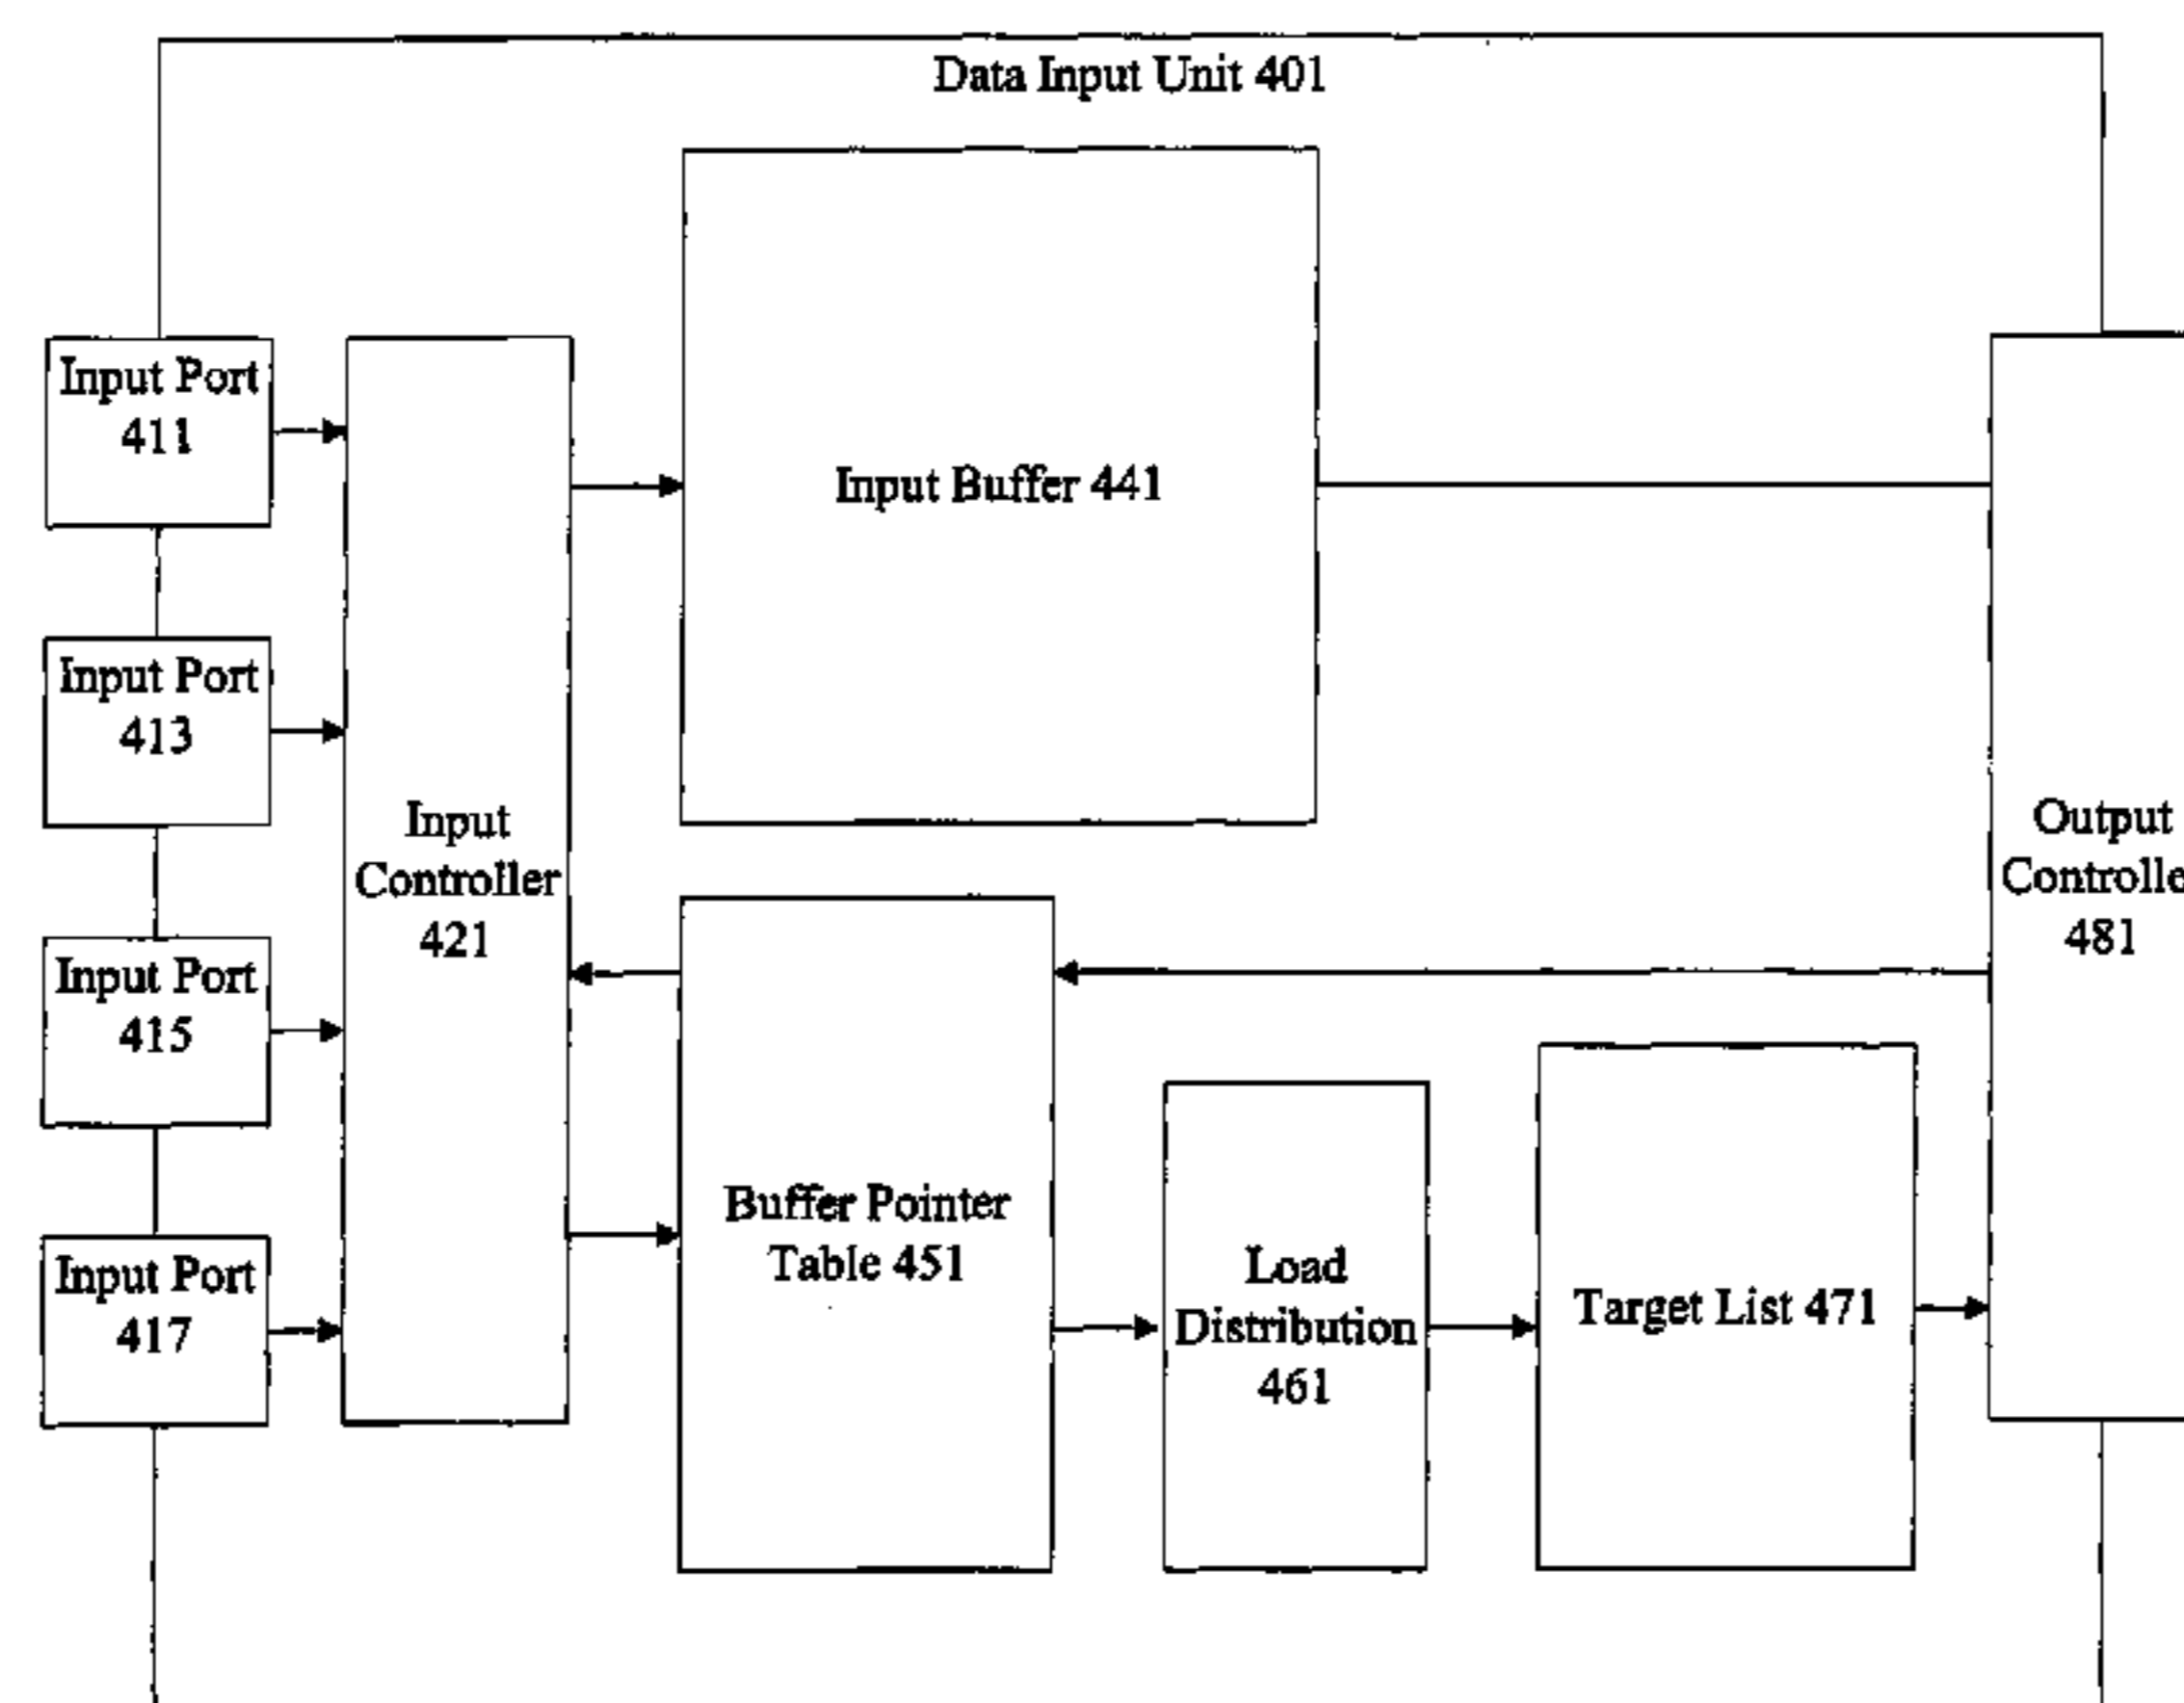 Data Input Unit 401
Input Port
411
Input Buffer 441
Input Port
413
Input
Controller
421
Output
Controlle
481
Input Port
415
Buffer Pointer
Table 451
Load
Distribution
461
Target List 471
Input Port
417